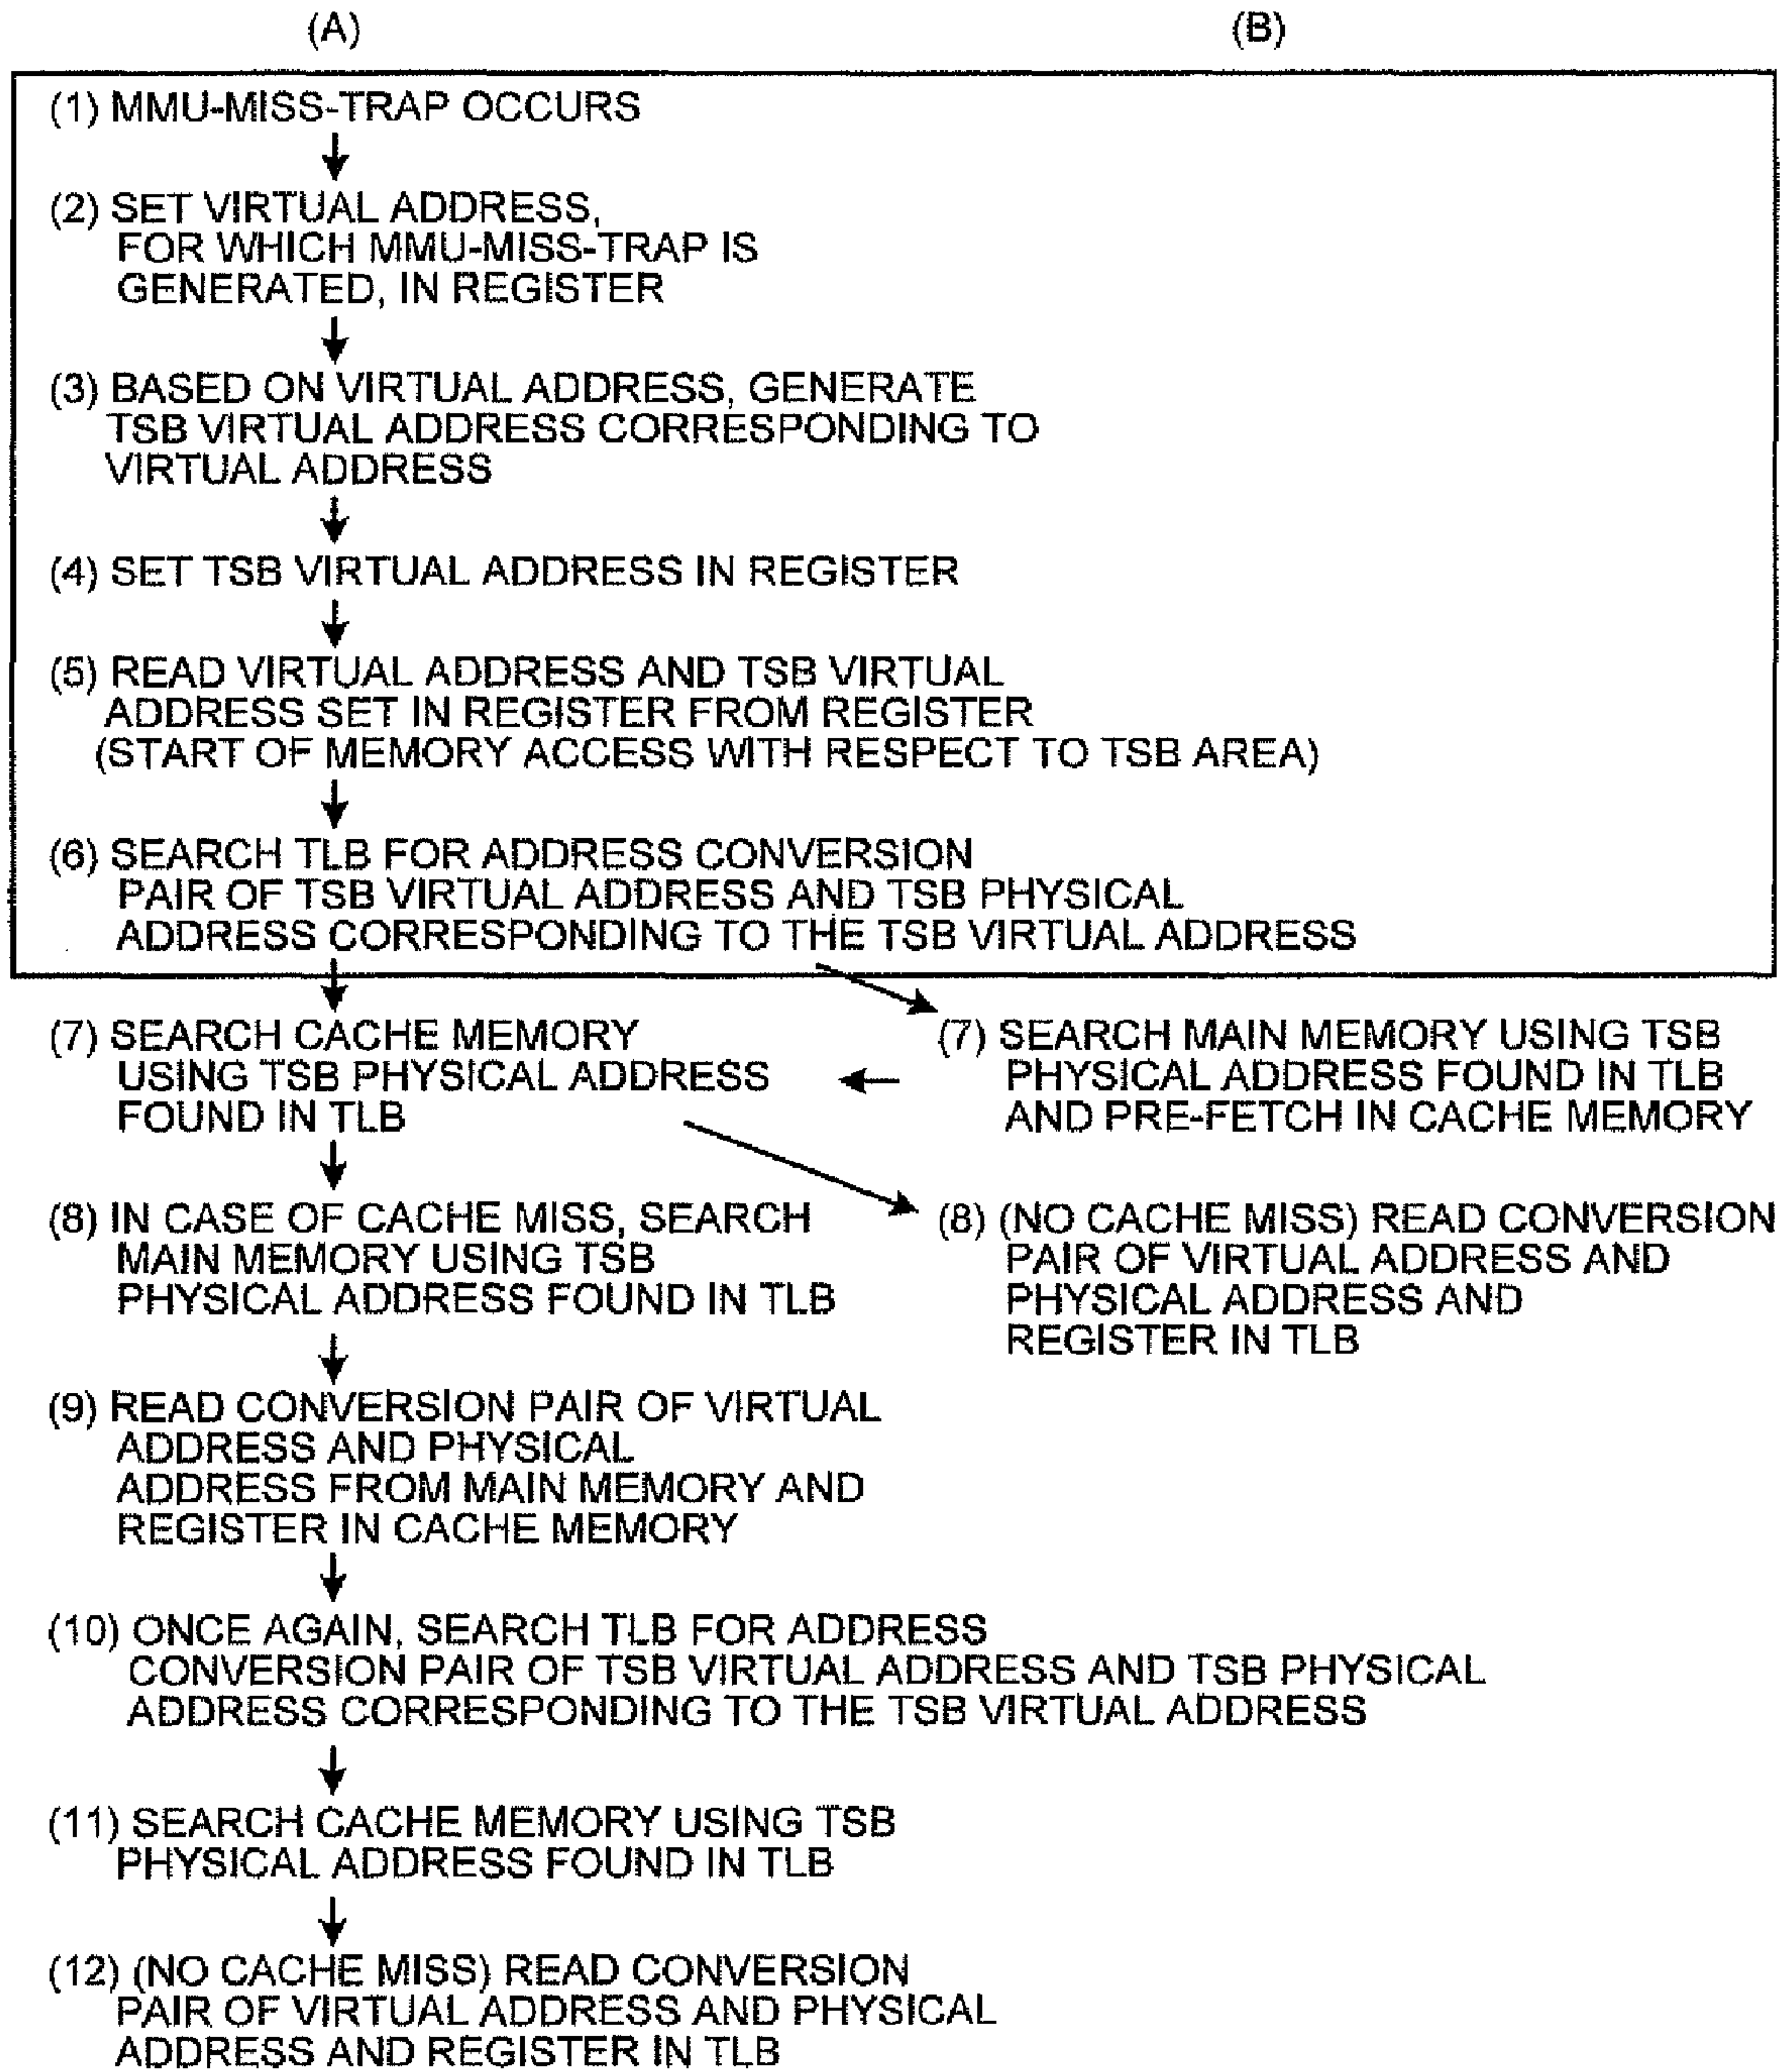 (A)
(B)
(1) MMU-MISS-TRAP OCCURS
(2) SET VIRTUAL ADDRESS,
FOR WHICH MMU-MISS-TRAP IS
GENERATED, IN REGISTER
(3) BASED ON VIRTUAL ADDRESS, GENERATE
TSB VIRTUAL ADDRESS CORRESPONDING TO
VIRTUAL ADDRESS
(4) SET TSB VIRTUAL ADDRESS IN REGISTER
(5) READ VIRTUAL ADDRESS AND TSB VIRTUAL
ADDRESS SET IN REGISTER FROM REGISTER
(START OF MEMORY ACCESS WITH RESPECT TO TSB AREA)
(6) SEARCH TLB FOR ADDRESS CONVERSION
PAIR OF TSB VIRTUAL ADDRESS AND TSB PHYSICAL
ADDRESS CORRESPONDING TO THE TSB VIRTUAL ADDRESS
(7) SEARCH CACHE MEMORY
USING TSB PHYSICAL ADDRESS
FOUND IN TLB
(7) SEARCH MAIN MEMORY USING TSB
PHYSICAL ADDRESS FOUND IN TLB
AND PRE-FETCH IN CACHE MEMORY
(8) IN CASE OF CACHE MISS, SEARCH
MAIN MEMORY USING TSB
PHYSICAL ADDRESS FOUND IN TLB
(8) (NO CACHE MISS) READ CONVERSION
PAIR OF VIRTUAL ADDRESS AND
PHYSICAL ADDRESS AND
REGISTER IN TLB
(9) READ CONVERSION PAIR OF VIRTUAL
ADDRESS AND PHYSICAL
ADDRESS FROM MAIN MEMORY AND
REGISTER IN CACHE MEMORY
(10) ONCE AGAIN, SEARCH TLB FOR ADDRESS
CONVERSION PAIR OF TSB VIRTUAL ADDRESS AND TSB PHYSICAL
ADDRESS CORRESPONDING TO THE TSB VIRTUAL ADDRESS
(11) SEARCH CACHE MEMORY USING TSB
PHYSICAL ADDRESS FOUND IN TLB
(12) (NO CACHE MISS) READ CONVERSION
PAIR OF VIRTUAL ADDRESS AND PHYSICAL
ADDRESS AND REGISTER IN TLB